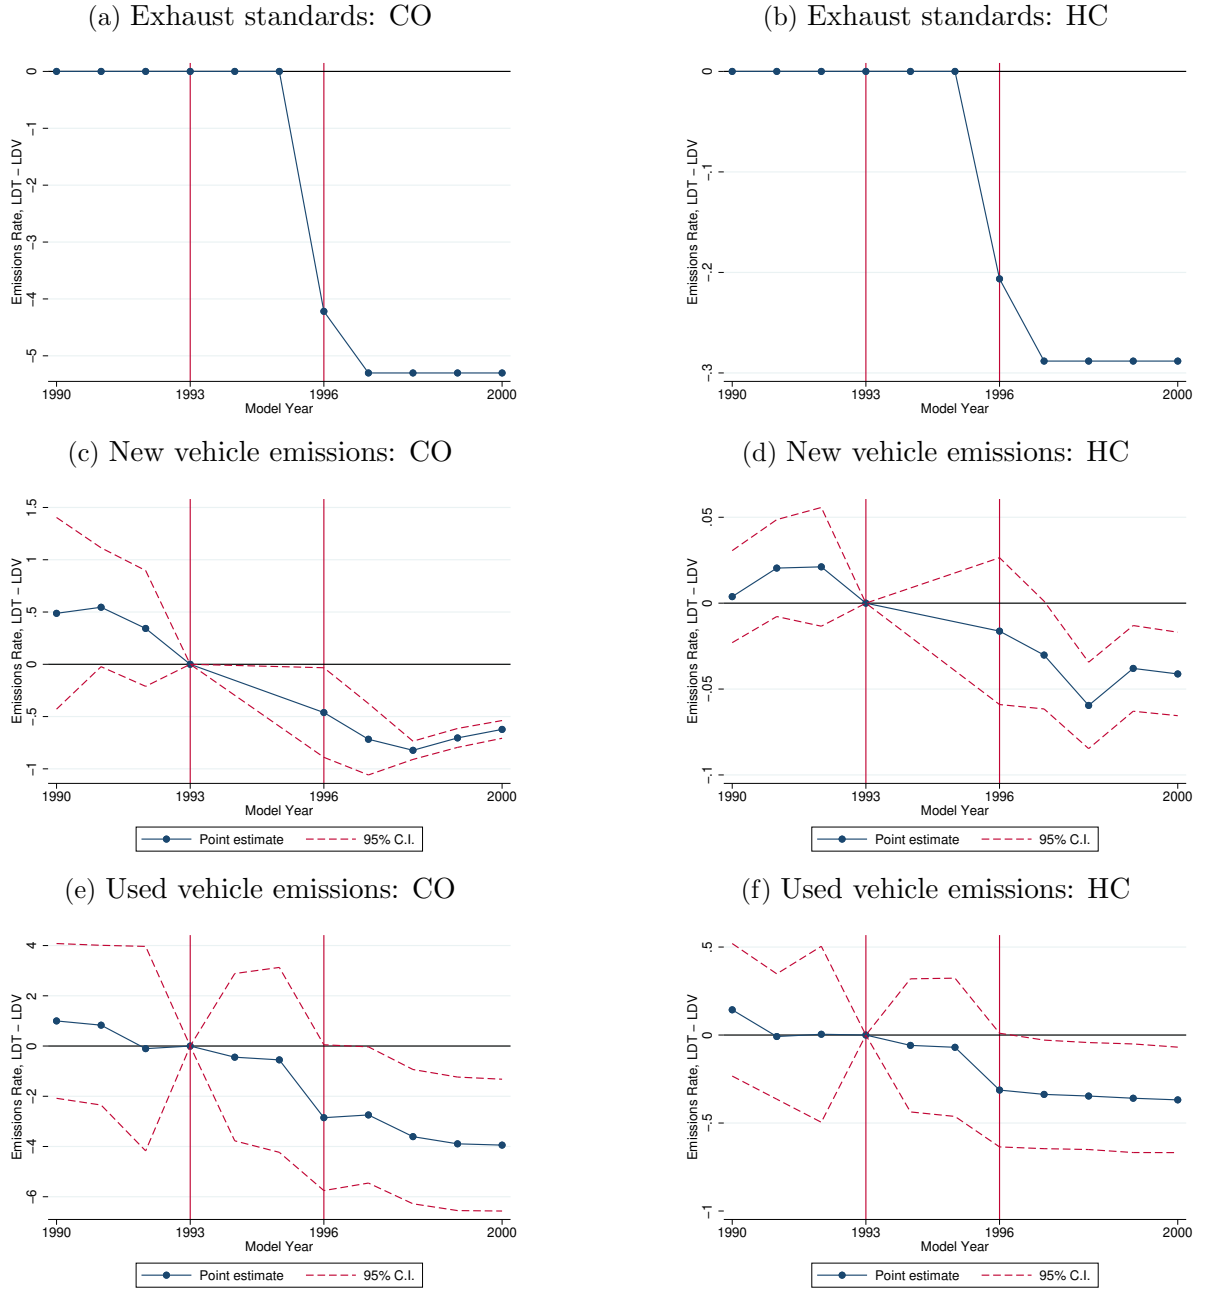 (a) Exhaust standards: CO
0
-1
-2
-3
-4
-5
Emissions Rate, LDT − LDV
1990
1993
1996
2000
Model Year
(b) Exhaust standards: HC
0
-.1
-.2
-.3
Emissions Rate, LDT − LDV
1990
1993
1996
2000
Model Year
(c) New vehicle emissions: CO
1.5
1
.5
0
-.5
-1
Emissions Rate, LDT − LDV
1990
1993
1996
2000
Model Year
Point estimate
95% C.I.
(d) New vehicle emissions: HC
.05
0
-.05
-.1
Emissions Rate, LDT − LDV
1990
1993
1996
2000
Model Year
Point estimate
95% C.I.
(e) Used vehicle emissions: CO
4
2
0
-2
-4
-6
Emissions Rate, LDT − LDV
1990
1993
1996
2000
Model Year
Point estimate
95% C.I.
(f) Used vehicle emissions: HC
.5
0
-.5
-1
Emissions Rate, LDT − LDV
1990
1993
1996
2000
Model Year
Point estimate
95% C.I.